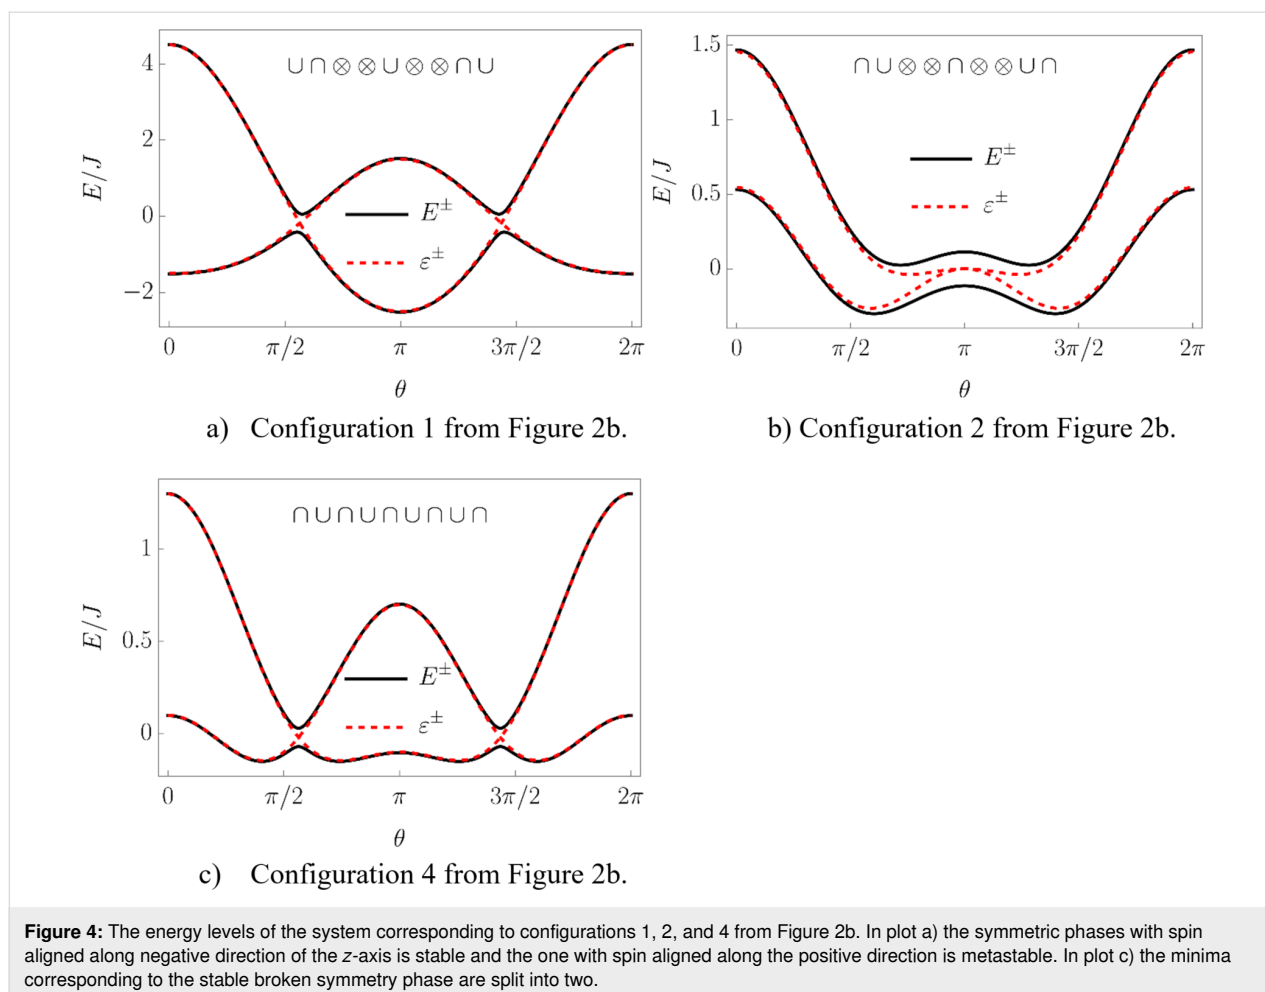 ∪∩⊗⊗∪⊗⊗∩∪
4
2
0
−2
E/J
E±
ε±
0 π/2 π 3π/2 2π
θ
a) Configuration 1 from Figure 2b.
∩∪⊗⊗∩⊗⊗∪∩
1.5
1
0.5
0
E/J
E±
ε±
0 π/2 π 3π/2 2π
θ
b) Configuration 2 from Figure 2b.
∩∪∩∪∩∪∩∪∩
1
0.5
0
E/J
E±
ε±
0 π/2 π 3π/2 2π
θ
c) Configuration 4 from Figure 2b.
Figure 4: The energy levels of the system corresponding to configurations 1, 2, and 4 from Figure 2b. In plot a) the symmetric phases with spin
aligned along negative direction of the z-axis is stable and the one with spin aligned along the positive direction is metastable. In plot c) the minima
corresponding to the stable broken symmetry phase are split into two.